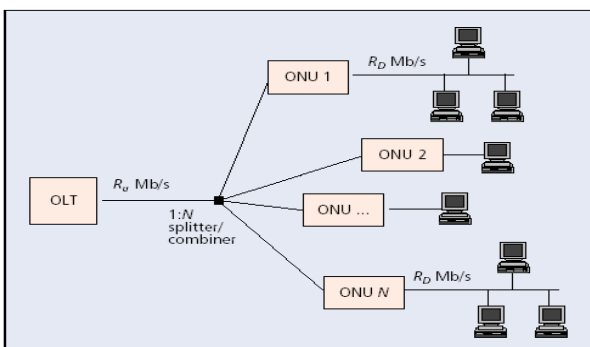 ONU 1
R_D Mb/s
ONU 2
OLT
R_u Mb/s
1:N
splitter/
combiner
ONU ...
ONU N
R_D Mb/s